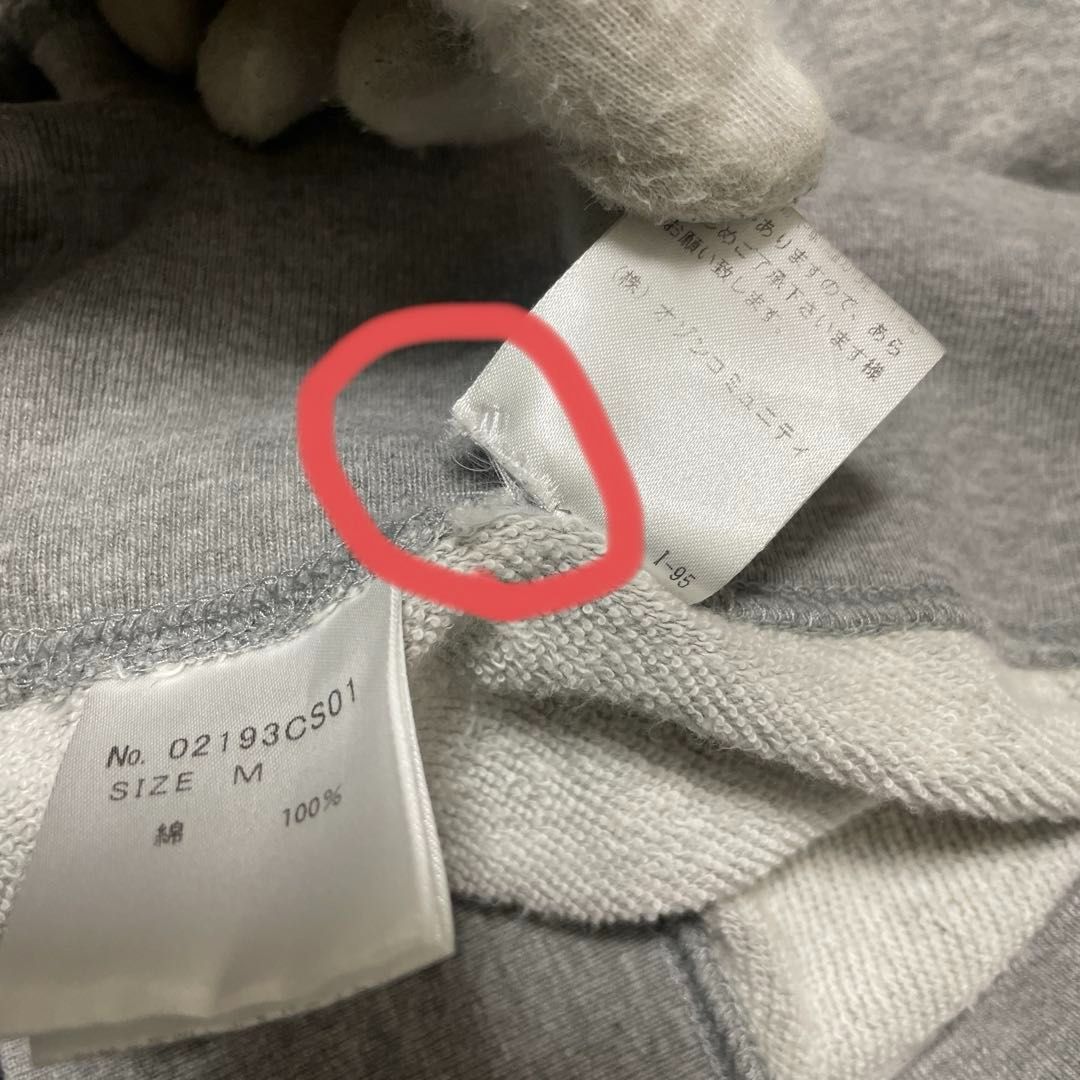 ありますので、あら
じめご了承下さいます様
お願い致します。
(株)オゾンコミュニティ
I-95
No. 02193CS01
SIZE M
綿 100%